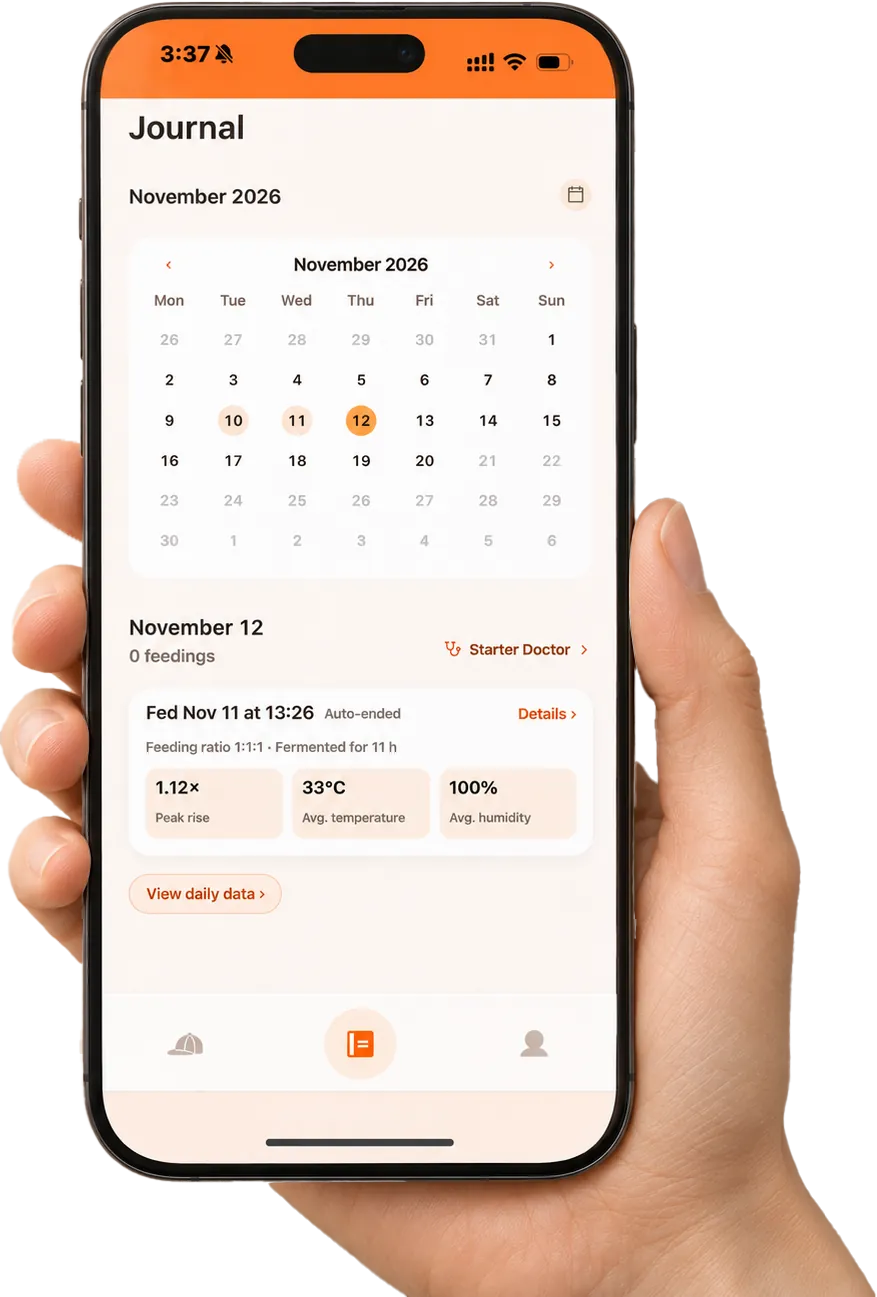 3:37
Journal
November 2026
‹ November 2026 ›
Mon Tue Wed Thu Fri Sat Sun
26 27 28 29 30 31 1
2 3 4 5 6 7 8
9 10 11 12 13 14 15
16 17 18 19 20 21 22
23 24 25 26 27 28 29
30 1 2 3 4 5 6
November 12
0 feedings
Starter Doctor ›
Fed Nov 11 at 13:26 Auto-ended Details ›
Feeding ratio 1:1:1 · Fermented for 11 h
1.12× 33°C 100%
Peak rise Avg. temperature Avg. humidity
View daily data ›